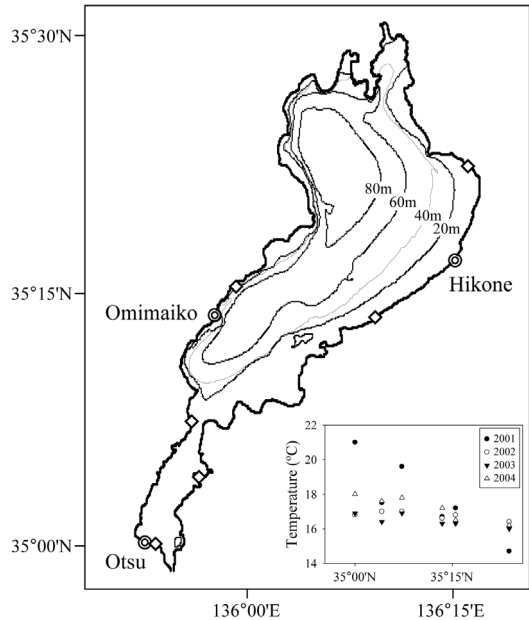 35°30'N
80m
60m
40m
20m
Hikone
35°15'N
Omimaiko
22
20
18
16
14
Temperature (°C)
2001
2002
2003
2004
35°00'N
35°15'N
35°00'N
Otsu
136°00'E
136°15'E